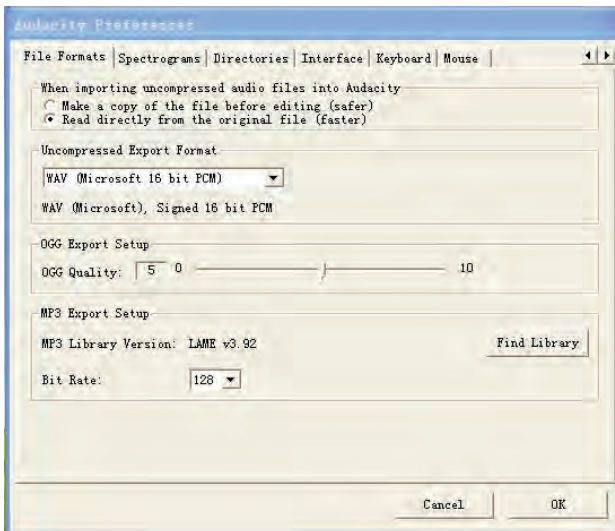 Audacity Preferences
File Formats Spectrograms Directories Interface Keyboard Mouse
When importing uncompressed audio files into Audacity
Make a copy of the file before editing (safer)
Read directly from the original file (faster)
Uncompressed Export Format
WAV (Microsoft 16 bit PCM)
WAV (Microsoft), Signed 16 bit PCM
OGG Export Setup
OGG Quality: 5 0 10
MP3 Export Setup
MP3 Library Version: LAME v3.92 Find Library
Bit Rate: 128
Cancel OK